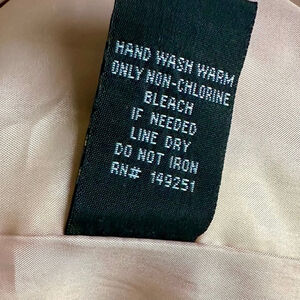 HAND WASH WARM
ONLY NON-CHLORINE
BLEACH
IF NEEDED
LINE DRY
DO NOT IRON
RN# 149251